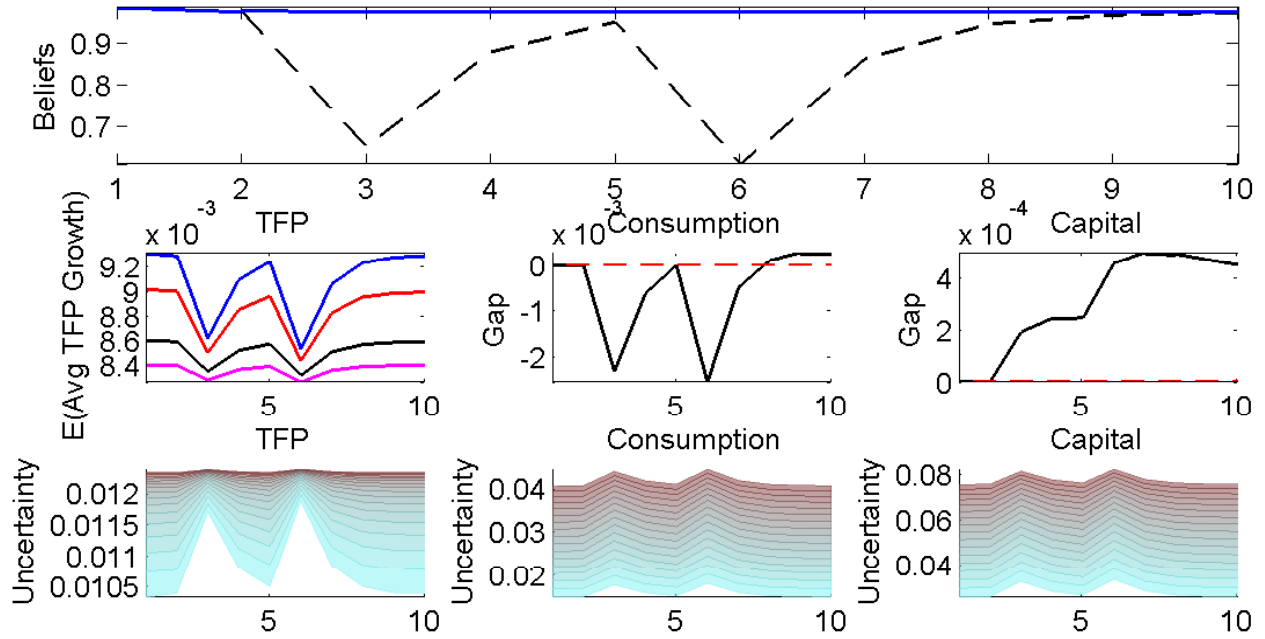 Beliefs
0.9
0.8
0.7
1 2 3 4 5 6 7 8 9 10
TFP Consumption Capital
x 10^-3 x 10^-3 x 10^-4
E(Avg TFP Growth)
9.2
9
8.8
8.6
8.4
5 10
Gap
0
-1
-2
5 10
Gap
4
2
0
5 10
TFP Consumption Capital
Uncertainty
0.012
0.0115
0.011
0.0105
5 10
Uncertainty
0.04
0.03
0.02
5 10
Uncertainty
0.08
0.06
0.04
5 10